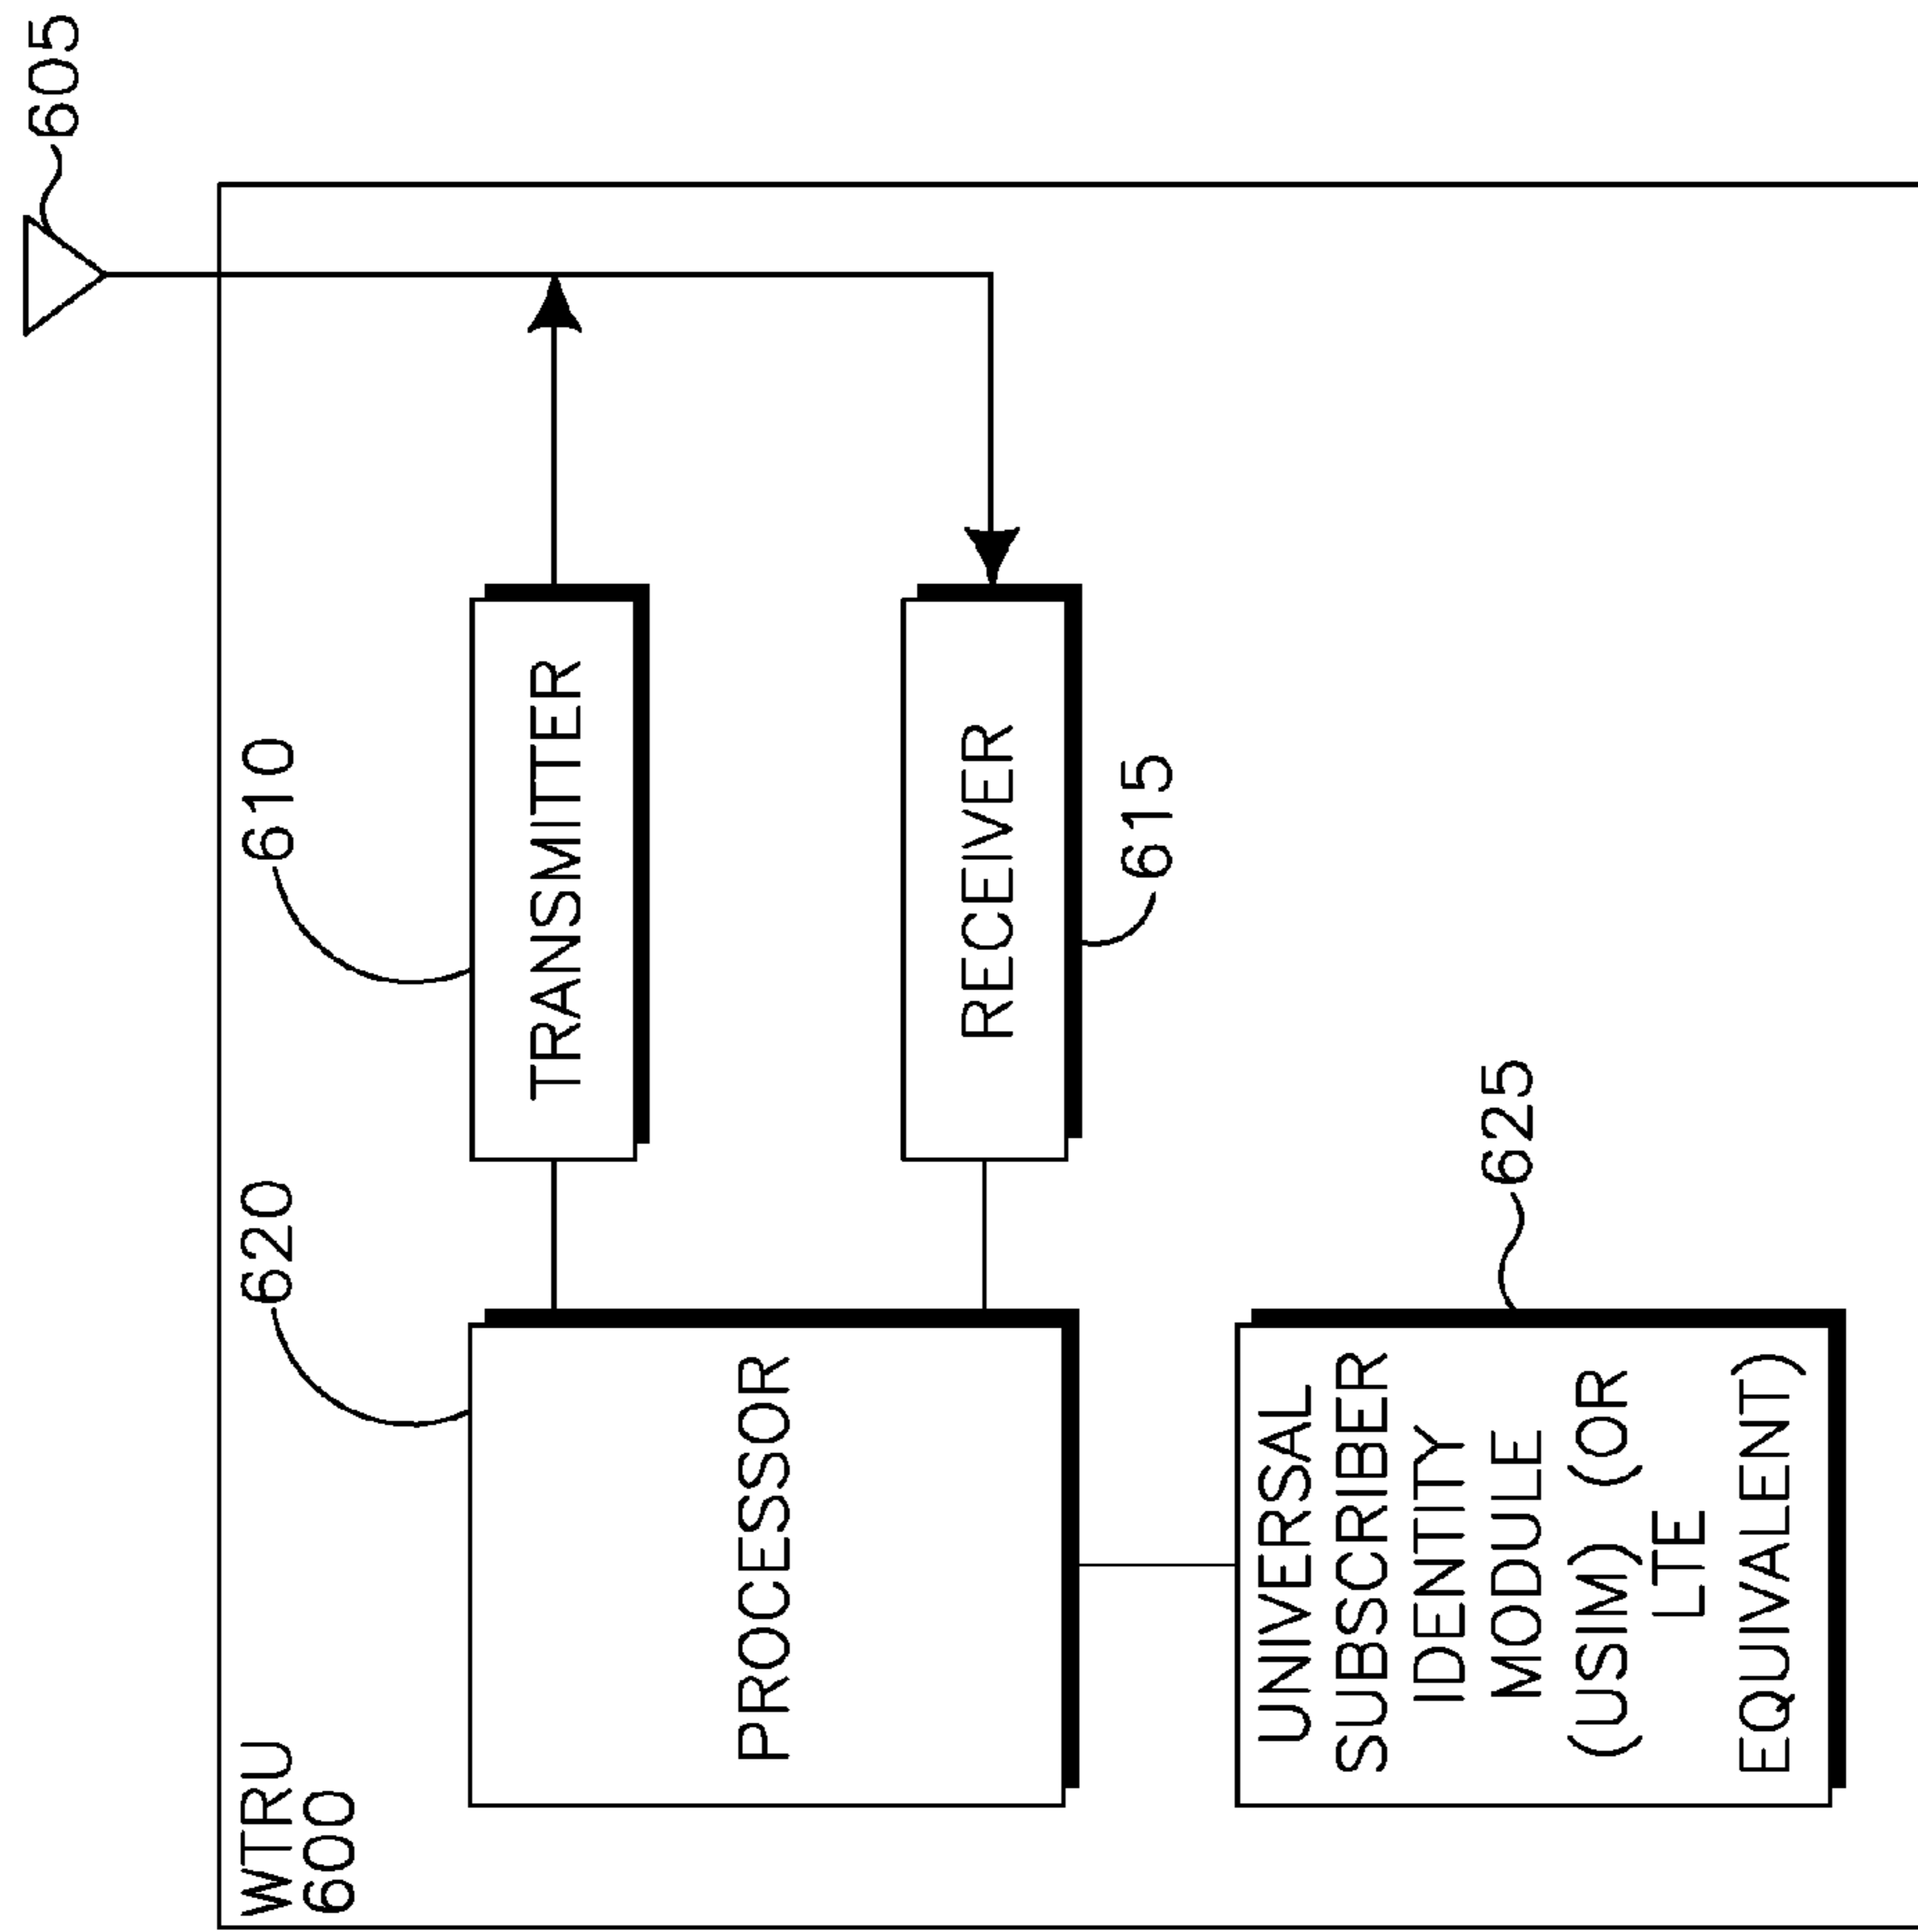 605
WTRU
600
620
610
TRANSMITTER
PROCESSOR
RECEIVER
615
UNIVERSAL
SUBSCRIBER
IDENTITY
MODULE
(USIM) (OR
LTE
EQUIVALENT)
625